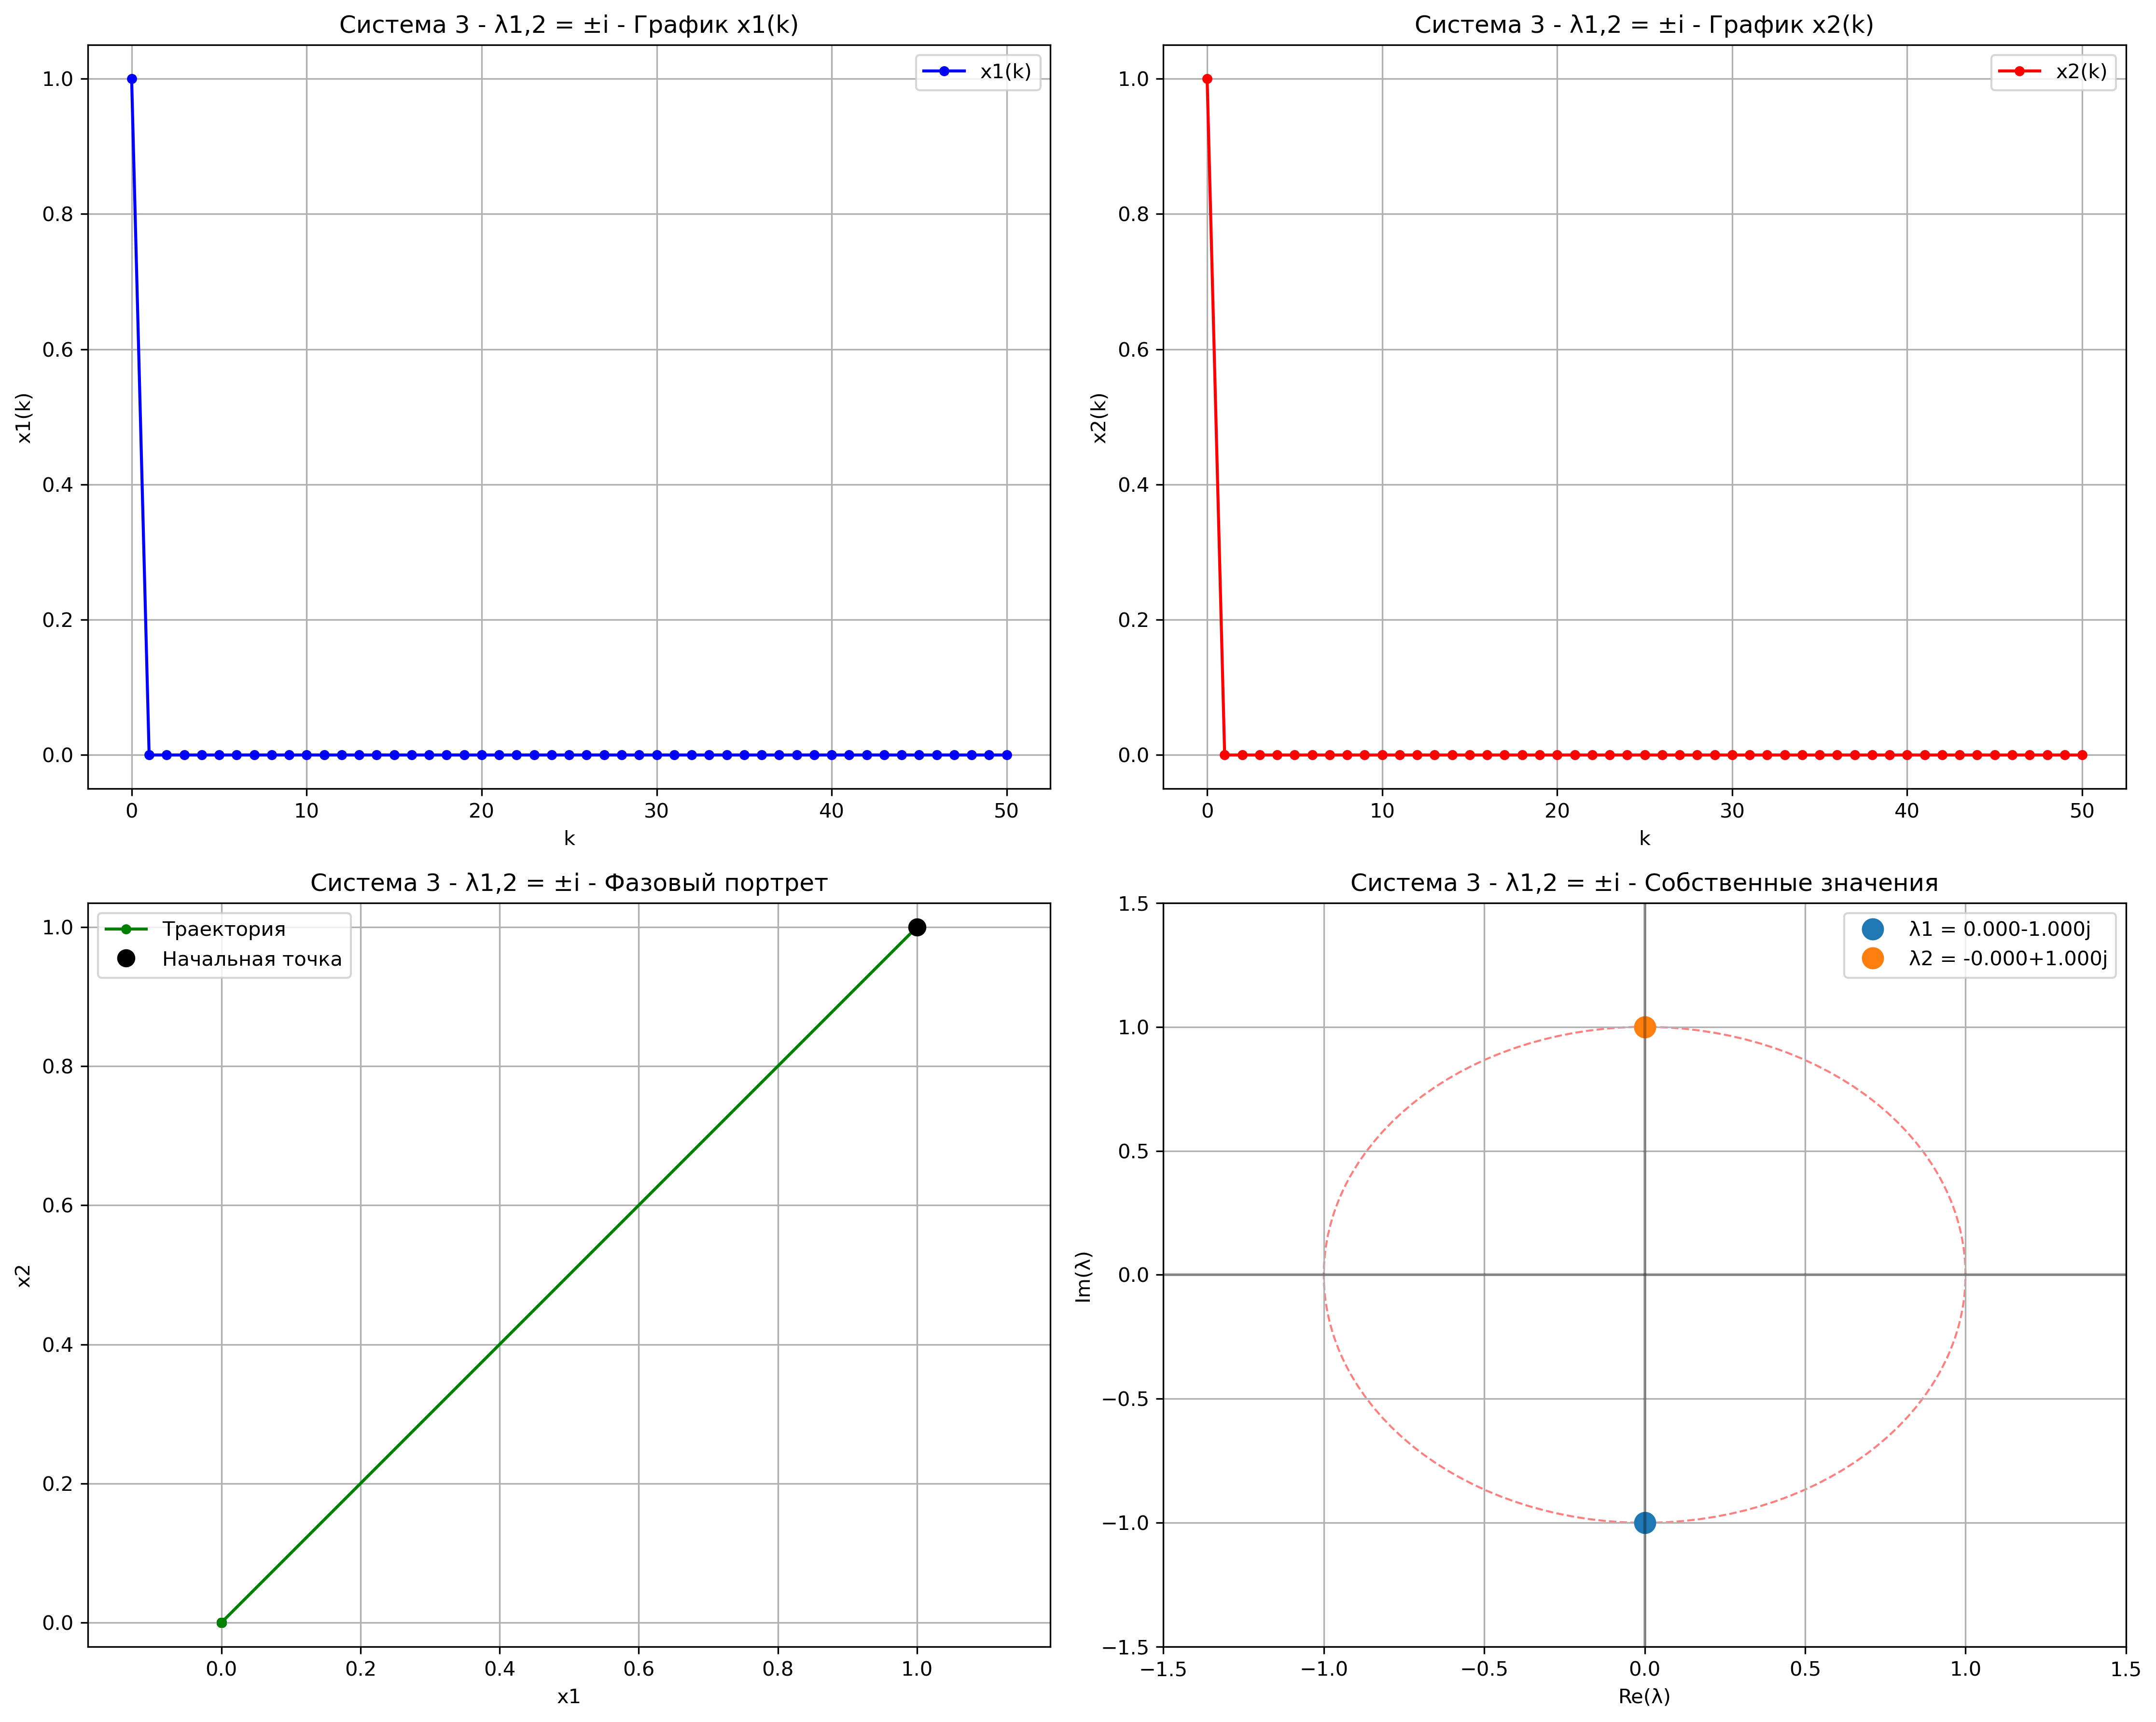 Система 3 - λ1,2 = ±i - График x1(k)
x1(k)
1.0
0.8
0.6
0.4
0.2
0.0
x1(k)
0 10 20 30 40 50
k
Система 3 - λ1,2 = ±i - График x2(k)
x2(k)
1.0
0.8
0.6
0.4
0.2
0.0
x2(k)
0 10 20 30 40 50
k
Система 3 - λ1,2 = ±i - Фазовый портрет
Траектория
Начальная точка
1.0
0.8
0.6
0.4
0.2
0.0
x2
0.0 0.2 0.4 0.6 0.8 1.0
x1
Система 3 - λ1,2 = ±i - Собственные значения
λ1 = 0.000-1.000j
λ2 = -0.000+1.000j
1.5
1.0
0.5
0.0
−0.5
−1.0
−1.5
Im(λ)
−1.5 −1.0 −0.5 0.0 0.5 1.0 1.5
Re(λ)